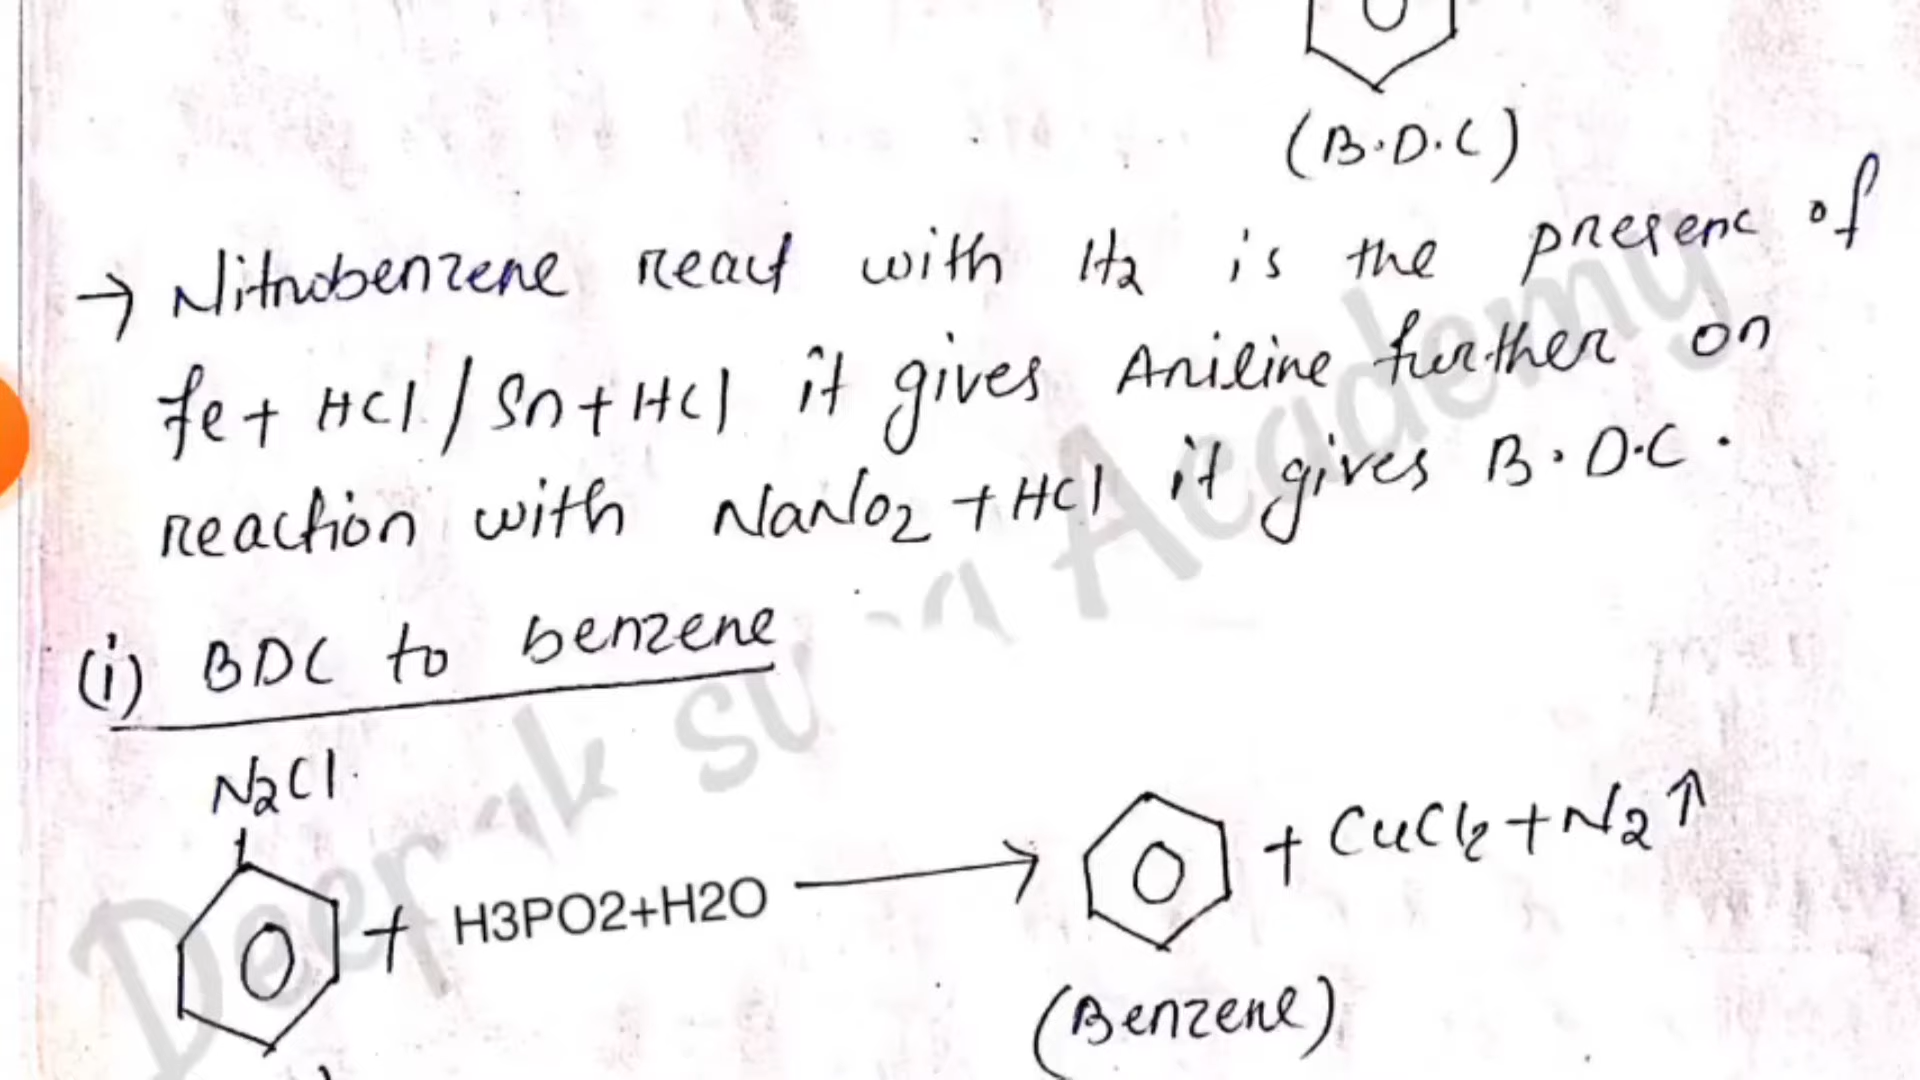 (B.D.C)
→ Nitrobenzene react with H2 is the presenc of
fe + HCl / Sn + HCl it gives Aniline further on
reaction with NaNO2 + HCl it gives B.D.C.
(i) BDC to benzene
N2Cl
+ H3PO2+H2O ⟶ + CuCl2 + N2↑
(Benzene)